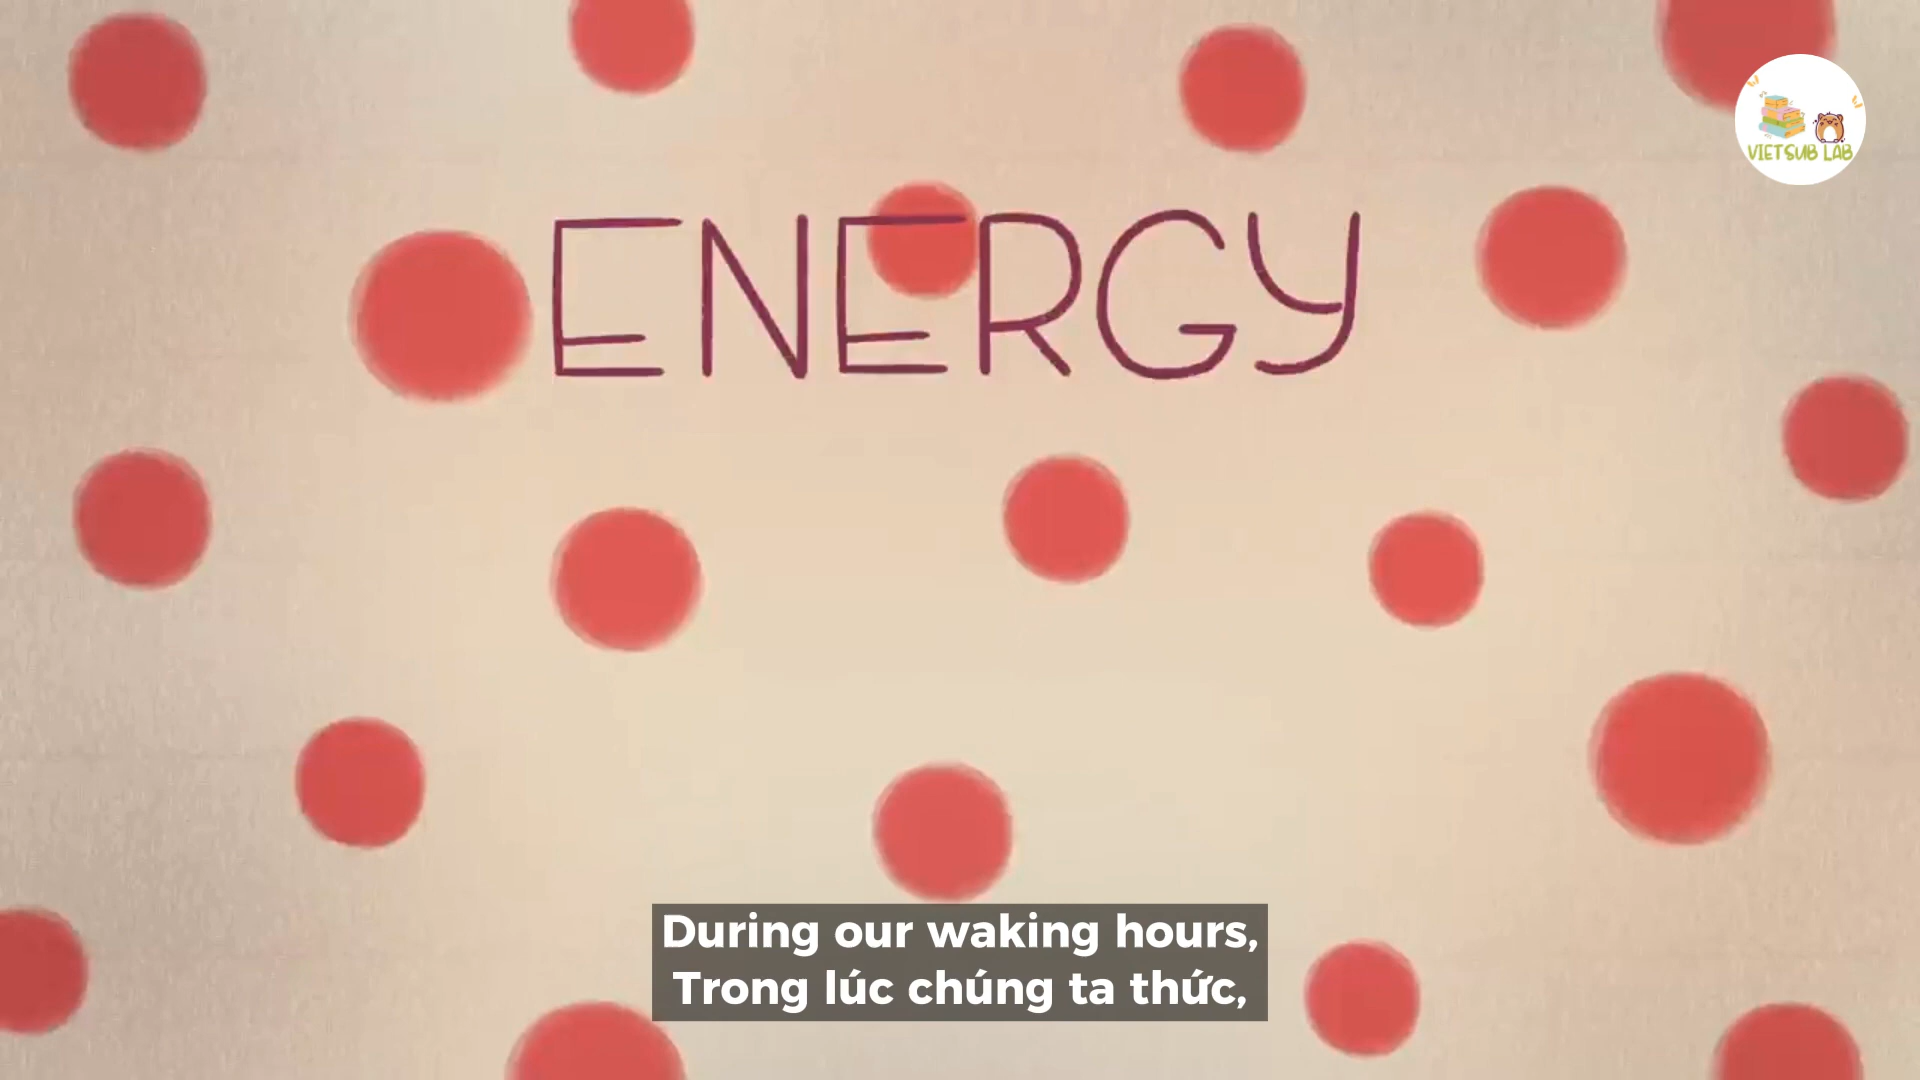 VIETSUB LAB
ENERGY
During our waking hours,
Trong lúc chúng ta thức,